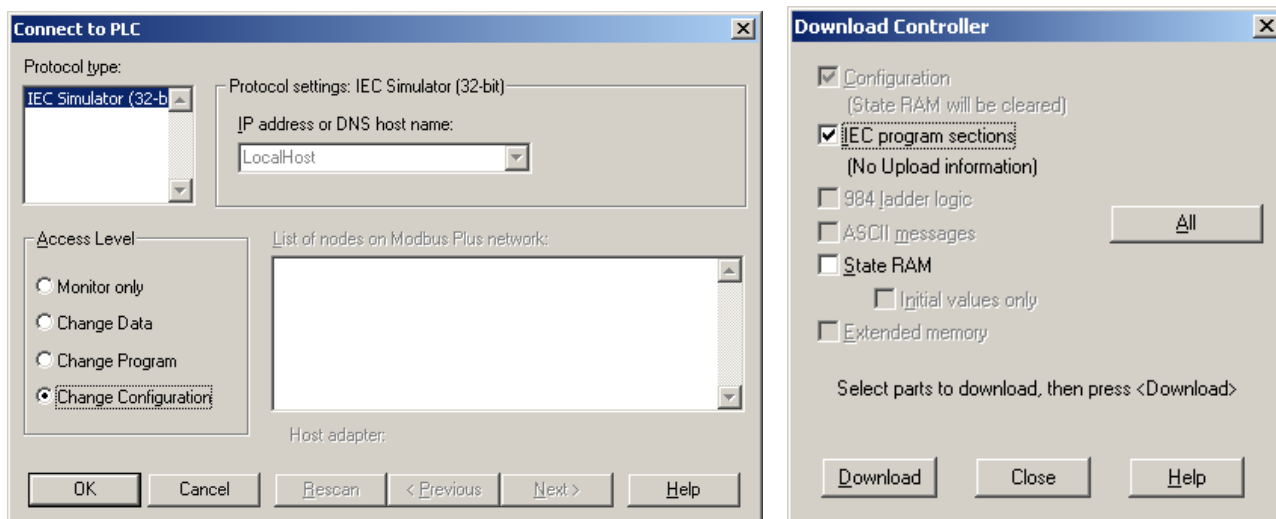 Connect to PLC
Protocol type:
IEC Simulator (32-b
Protocol settings: IEC Simulator (32-bit)
IP address or DNS host name:
LocalHost
Access Level
Monitor only
Change Data
Change Program
Change Configuration
List of nodes on Modbus Plus network:
Host adapter:
OK Cancel Rescan < Previous Next > Help
Download Controller
Configuration
(State RAM will be cleared)
IEC program sections
(No Upload information)
984 ladder logic
ASCII messages
All
State RAM
Initial values only
Extended memory
Select parts to download, then press <Download>
Download Close Help